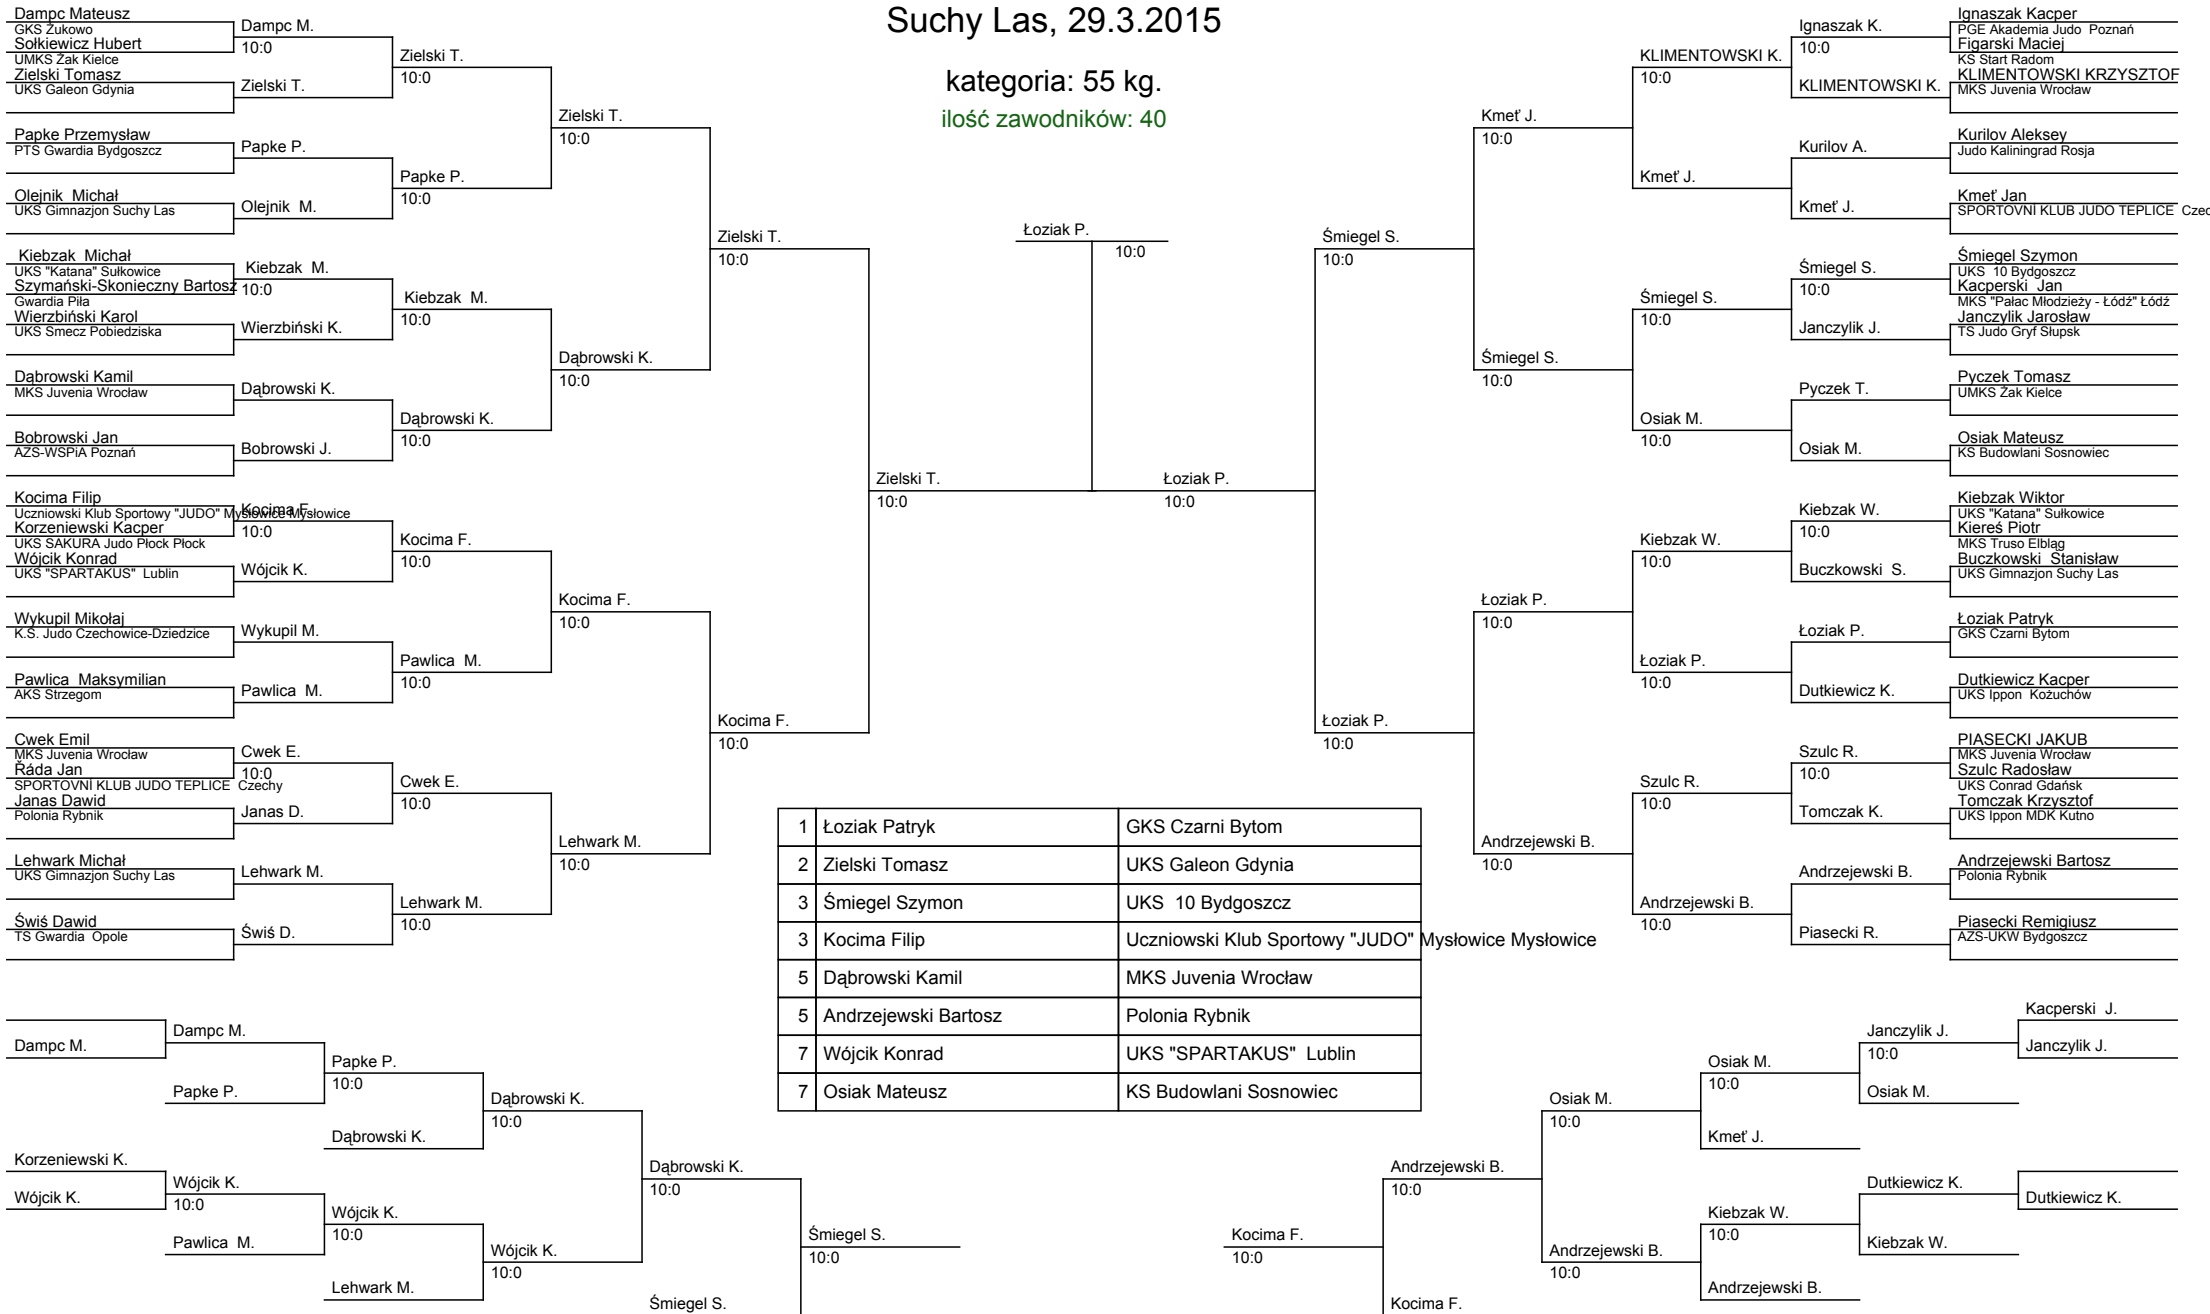 Suchy Las, 29.3.2015
kategoria: 55 kg.
ilość zawodników: 40
Dampc Mateusz
GKS Żukowo
Sołkiewicz Hubert
UMKS Żak Kielce
Zielski Tomasz
UKS Galeon Gdynia
Papke Przemysław
PTS Gwardia Bydgoszcz
Olejnik Michał
UKS Gimnazjon Suchy Las
Kiebzak Michał
UKS "Katana" Sułkowice
Szymański-Skonieczny Bartosz
Gwardia Piła
Wierzbiński Karol
UKS Smecz Pobiedziska
Dąbrowski Kamil
MKS Juvenia Wrocław
Bobrowski Jan
AZS-WSPiA Poznań
Kocima Filip
Uczniowski Klub Sportowy "JUDO" Mysłowice Mysłowice
Korzeniewski Kacper
UKS SAKURA Judo Płock Płock
Wójcik Konrad
UKS "SPARTAKUS" Lublin
Wykupil Mikołaj
K.S. Judo Czechowice-Dziedzice
Pawlica Maksymilian
AKS Strzegom
Cwek Emil
MKS Juvenia Wrocław
Řáda Jan
SPORTOVNÍ KLUB JUDO TEPLICE Czechy
Janas Dawid
Polonia Rybnik
Lehwark Michał
UKS Gimnazjon Suchy Las
Świś Dawid
TS Gwardia Opole
Dampc M.
10:0
Zielski T.
Papke P.
Olejnik M.
Kiebzak M.
10:0
Wierzbiński K.
Dąbrowski K.
Bobrowski J.
Kocima F.
10:0
Wójcik K.
Wykupil M.
Pawlica M.
Cwek E.
10:0
Janas D.
Lehwark M.
Świś D.
Zielski T.
10:0
Papke P.
10:0
Kiebzak M.
10:0
Dąbrowski K.
10:0
Kocima F.
10:0
Pawlica M.
10:0
Cwek E.
10:0
Lehwark M.
10:0
Zielski T.
10:0
Dąbrowski K.
10:0
Kocima F.
10:0
Lehwark M.
10:0
Zielski T.
10:0
Kocima F.
10:0
Zielski T.
10:0
Łoziak P.
10:0
Łoziak P.
10:0
Śmiegel S.
10:0
Łoziak P.
10:0
Kmeť J.
10:0
Śmiegel S.
10:0
Łoziak P.
10:0
Andrzejewski B.
10:0
KLIMENTOWSKI K.
10:0
Kmeť J.
Śmiegel S.
10:0
Osiak M.
10:0
Kiebzak W.
10:0
Łoziak P.
10:0
Szulc R.
10:0
Andrzejewski B.
10:0
Ignaszak K.
10:0
KLIMENTOWSKI K.
Kurilov A.
Kmeť J.
Śmiegel S.
10:0
Janczylik J.
Pyczek T.
Osiak M.
Kiebzak W.
10:0
Buczkowski S.
Łoziak P.
Dutkiewicz K.
Szulc R.
10:0
Tomczak K.
Andrzejewski B.
Piasecki R.
Ignaszak Kacper
PGE Akademia Judo Poznań
Figarski Maciej
KS Start Radom
KLIMENTOWSKI KRZYSZTOF
MKS Juvenia Wrocław
Kurilov Aleksey
Judo Kaliningrad Rosja
Kmeť Jan
SPORTOVNÍ KLUB JUDO TEPLICE Czec
Śmiegel Szymon
UKS 10 Bydgoszcz
Kacperski Jan
MKS "Pałac Młodzieży - Łódź" Łódź
Janczylik Jarosław
TS Judo Gryf Słupsk
Pyczek Tomasz
UMKS Żak Kielce
Osiak Mateusz
KS Budowlani Sosnowiec
Kiebzak Wiktor
UKS "Katana" Sułkowice
Kiereś Piotr
MKS Truso Elbląg
Buczkowski Stanisław
UKS Gimnazjon Suchy Las
Łoziak Patryk
GKS Czarni Bytom
Dutkiewicz Kacper
UKS Ippon Kożuchów
PIASECKI JAKUB
MKS Juvenia Wrocław
Szulc Radosław
UKS Conrad Gdańsk
Tomczak Krzysztof
UKS Ippon MDK Kutno
Andrzejewski Bartosz
Polonia Rybnik
Piasecki Remigiusz
AZS-UKW Bydgoszcz
1 Łoziak Patryk GKS Czarni Bytom
2 Zielski Tomasz UKS Galeon Gdynia
3 Śmiegel Szymon UKS 10 Bydgoszcz
3 Kocima Filip Uczniowski Klub Sportowy "JUDO" Mysłowice Mysłowice
5 Dąbrowski Kamil MKS Juvenia Wrocław
5 Andrzejewski Bartosz Polonia Rybnik
7 Wójcik Konrad UKS "SPARTAKUS" Lublin
7 Osiak Mateusz KS Budowlani Sosnowiec
Dampc M.
Korzeniewski K.
Wójcik K.
Dampc M.
Papke P.
Wójcik K.
10:0
Pawlica M.
Papke P.
10:0
Dąbrowski K.
Wójcik K.
10:0
Lehwark M.
Dąbrowski K.
10:0
Wójcik K.
10:0
Dąbrowski K.
10:0
Śmiegel S.
Śmiegel S.
10:0
Kocima F.
10:0
Andrzejewski B.
10:0
Kocima F.
Osiak M.
10:0
Andrzejewski B.
10:0
Osiak M.
10:0
Kmeť J.
Kiebzak W.
10:0
Andrzejewski B.
Janczylik J.
10:0
Osiak M.
Dutkiewicz K.
Kiebzak W.
Kacperski J.
Janczylik J.
Dutkiewicz K.